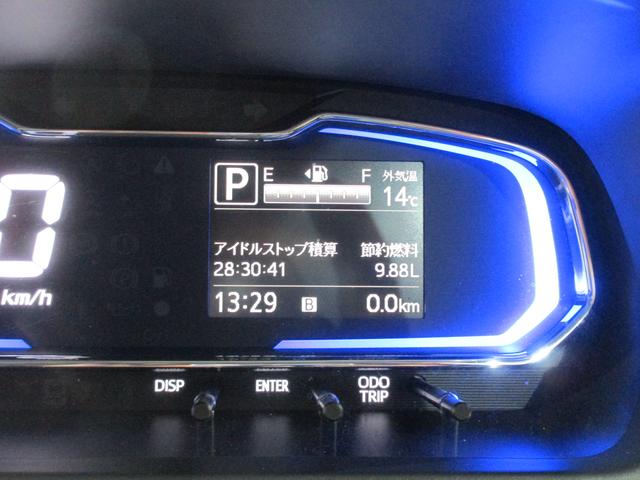 P
E F 外気温
14℃
アイドルストップ積算 節約燃料
28:30:41 9.88L
13:29 B 0.0km
0
km/h
DISP ENTER ODO
TRIP